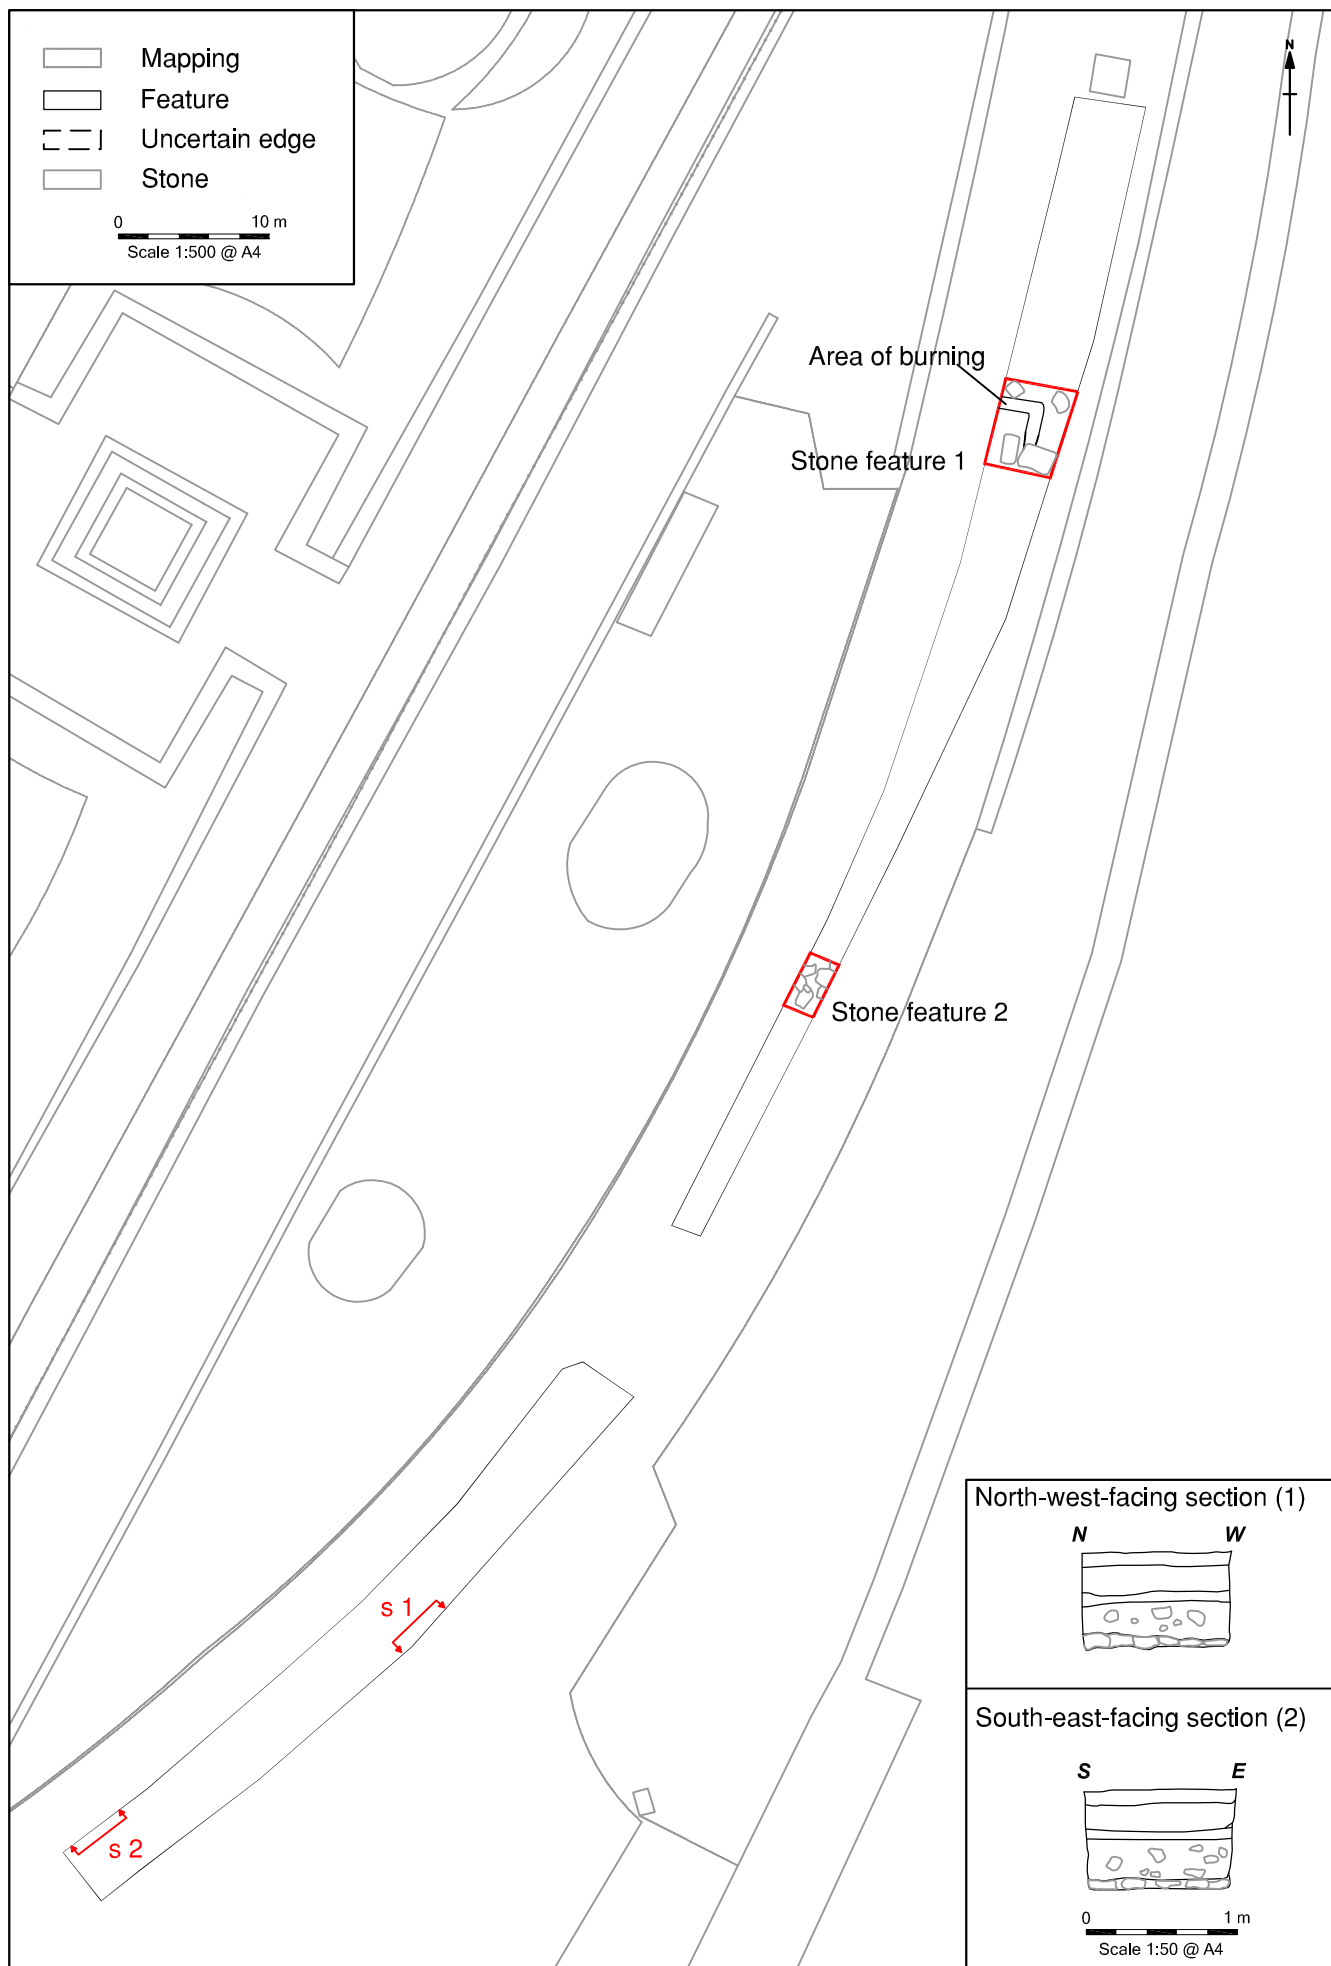 Mapping
Feature
Uncertain edge
Stone
0 10 m
Scale 1:500 @ A4
N
Area of burning
Stone feature 1
Stone feature 2
s 1
s 2
North-west-facing section (1)
N W
South-east-facing section (2)
S E
0 1 m
Scale 1:50 @ A4